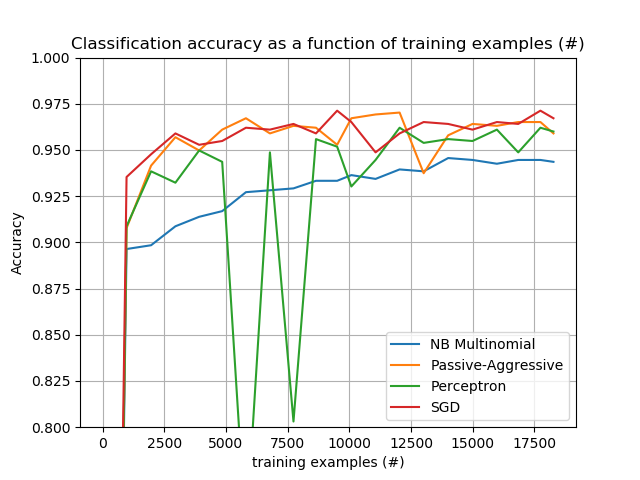 Classification accuracy as a function of training examples (#)
1.000
0.975
0.950
0.925
0.900
0.875
0.850
0.825
0.800
Accuracy
NB Multinomial
Passive-Aggressive
Perceptron
SGD
0 2500 5000 7500 10000 12500 15000 17500
training examples (#)